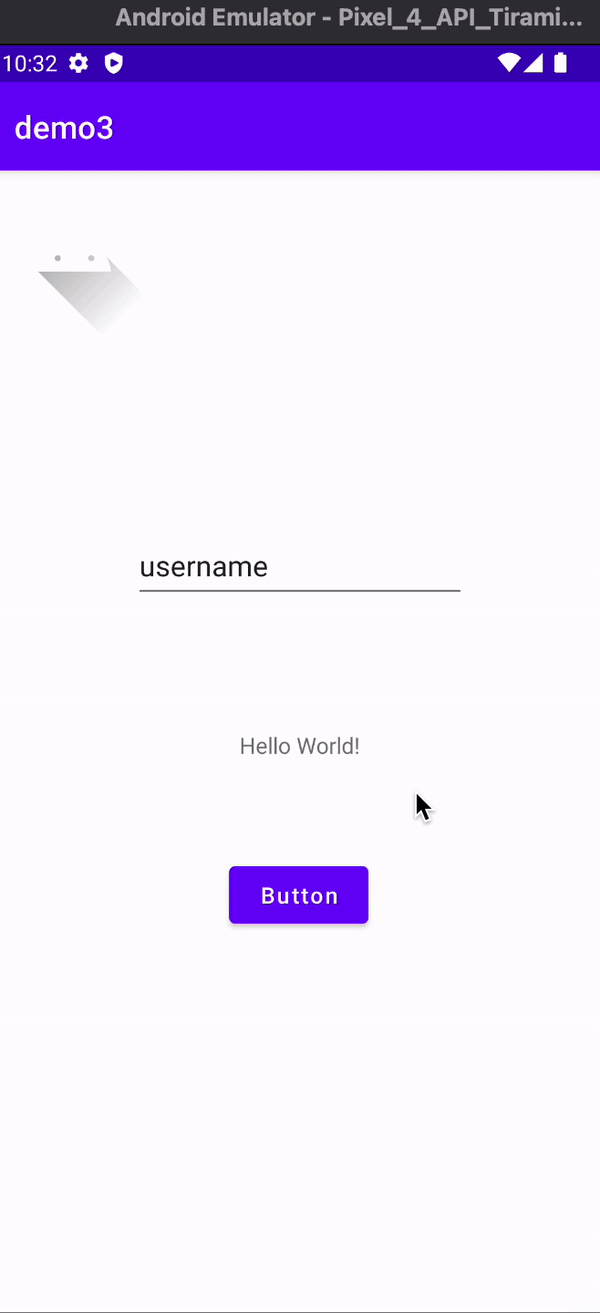 Android Emulator - Pixel_4_API_Tirami...
10:32
demo3
username
Hello World!
Button